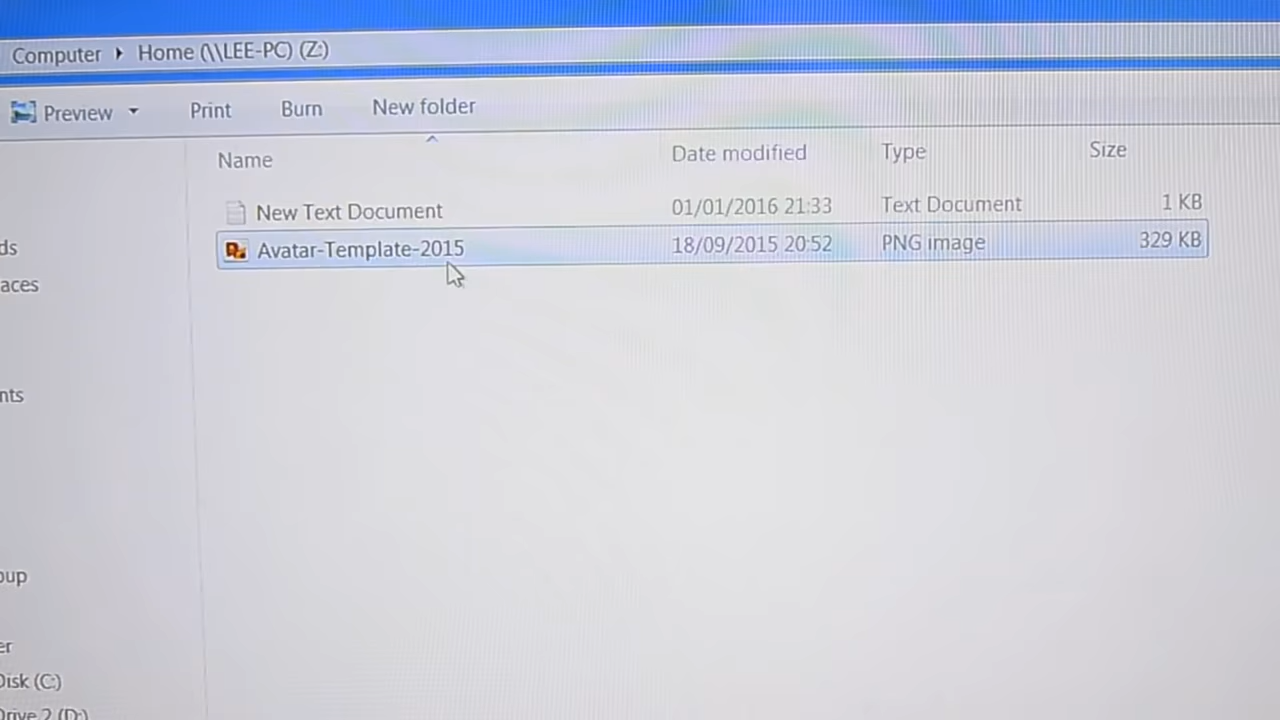 Computer Home (\\LEE-PC) (Z:)
Preview Print Burn New folder
Name Date modified Type Size
New Text Document 01/01/2016 21:33 Text Document 1 KB
Avatar-Template-2015 18/09/2015 20:52 PNG image 329 KB
ds
aces
nts
oup
er
Disk (C:)
Drive 2 (D:)